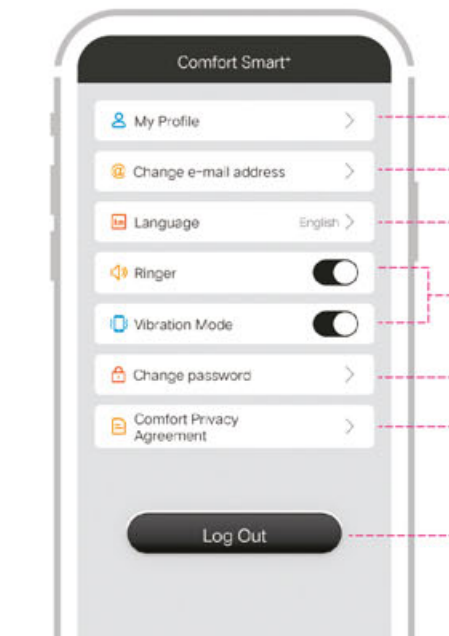 Comfort Smart+
My Profile
Change e-mail address
Language English
Ringer
Vibration Mode
Change password
Comfort Privacy
Agreement
Log Out